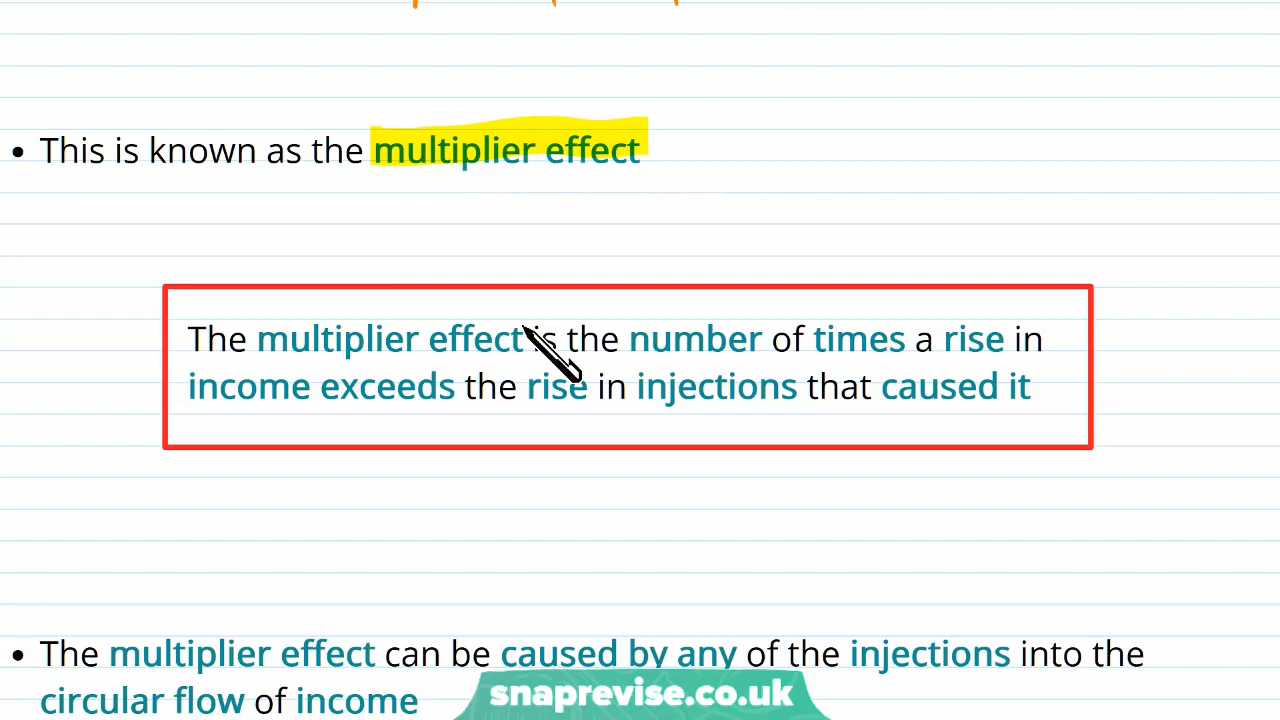 This is known as the multiplier effect
The multiplier effect is the number of times a rise in
income exceeds the rise in injections that caused it
The multiplier effect can be caused by any of the injections into the
circular flow of income
snaprevise.co.uk